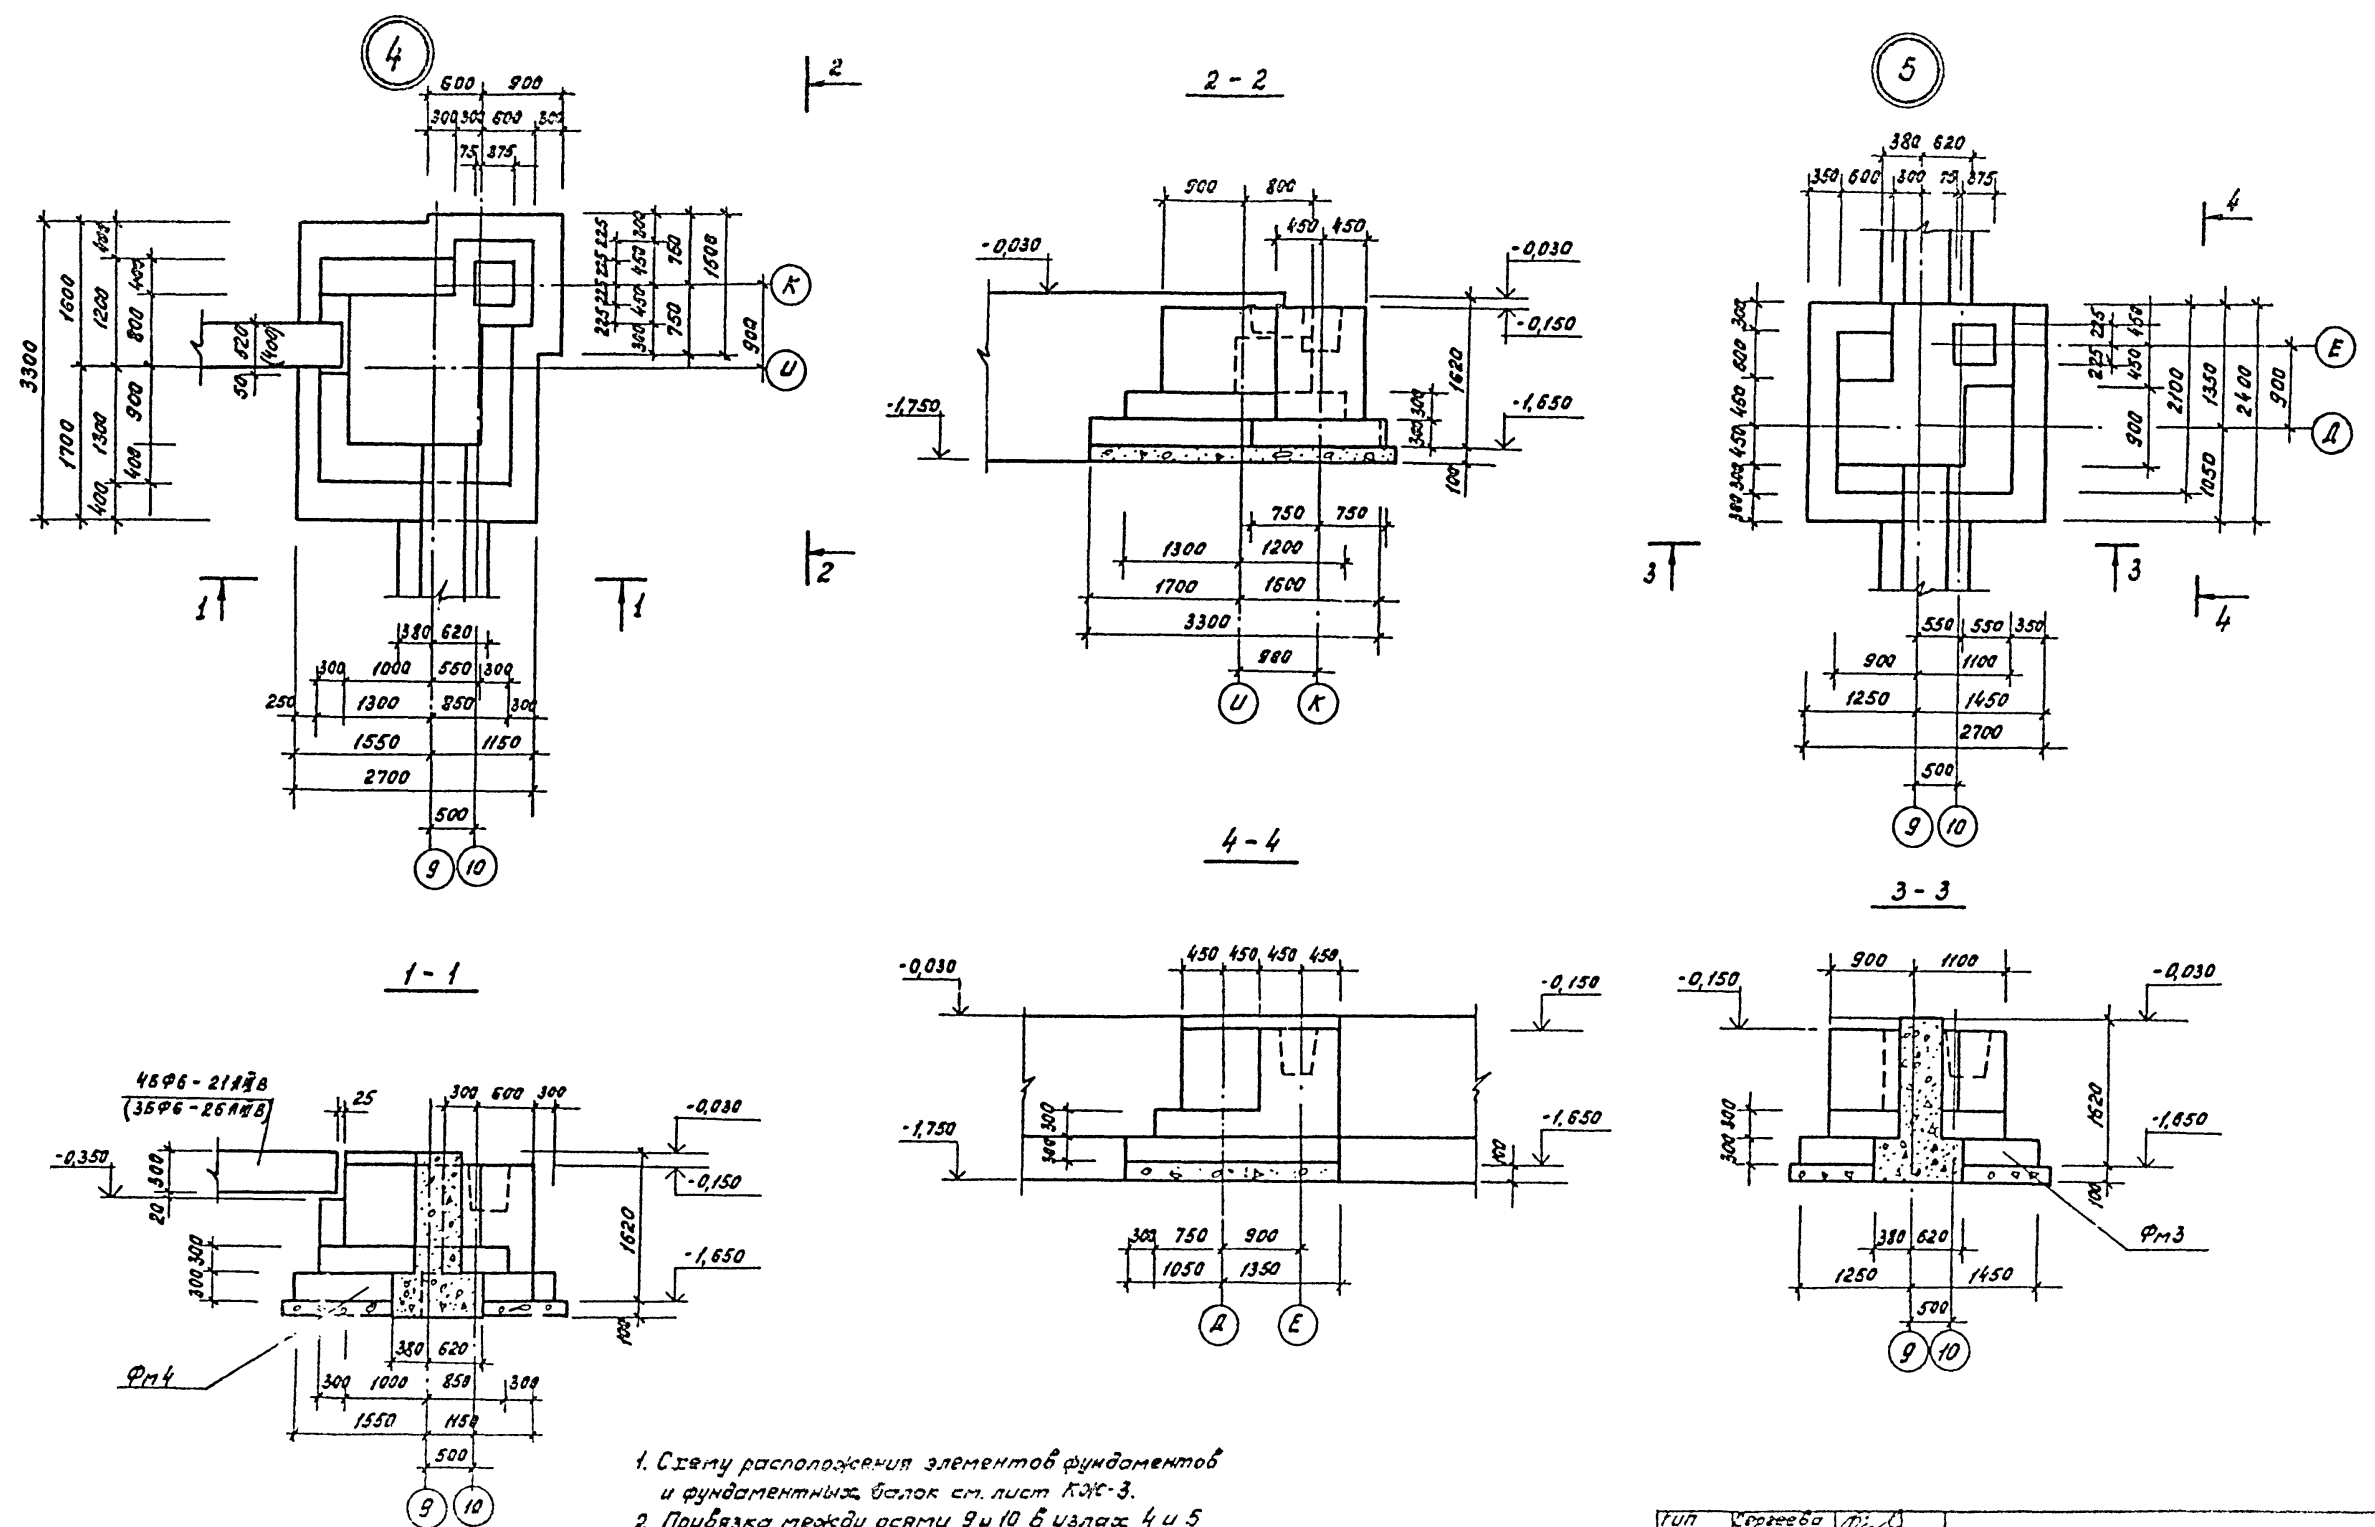 4
600 900
300 300 600 300
75 375
3300
1600 1700
400 1200 1300 400
400 800 900 400
520
(400)
50
225 225 225 225
200 450 450 300
750 750
1500
900
К
И
1 1
380 620
300 1000 550 300
250 1300 850 300
1550 1150
2700
500
9 10
2
2
2 - 2
900 800
450 450
-0,030
-0,030
-0,150
-1,750
-1,650
1620
300
300
100
750 750
1300 1200
1700 1600
3300
980
И К
5
380 620
350 600 300 75 375
4
4
300 600 450 450 300 380
225 225
450 450
900
2100
1350 1050
2400
900
Е
Д
3 3
550 550 350
900 1100
1250 1450
2700
500
9 10
1 - 1
4БФ6-21АIIIВ
(3БФ6-26АIIIВ)
25
300 600 300
-0,030
-0,150
-0,350
-1,650
300
20
300
300
1620
100
Фм4
380 620
300 1000 850 300
1550 1150
500
9 10
4 - 4
450 450 450 450
-0,030
-0,150
-1,750
-1,650
300
300
100
300 750 900
1050 1350
Д Е
3 - 3
900 1100
-0,150
-0,030
-1,650
300
300
1620
100
Фм3
380 620
1250 1450
500
9 10
1. Схему расположения элементов фундаментов
и фундаментных балок см. лист КЖ-3.
2. Привязка между осями 9 и 10 в узлах 4 и 5
ГИП Сергеева